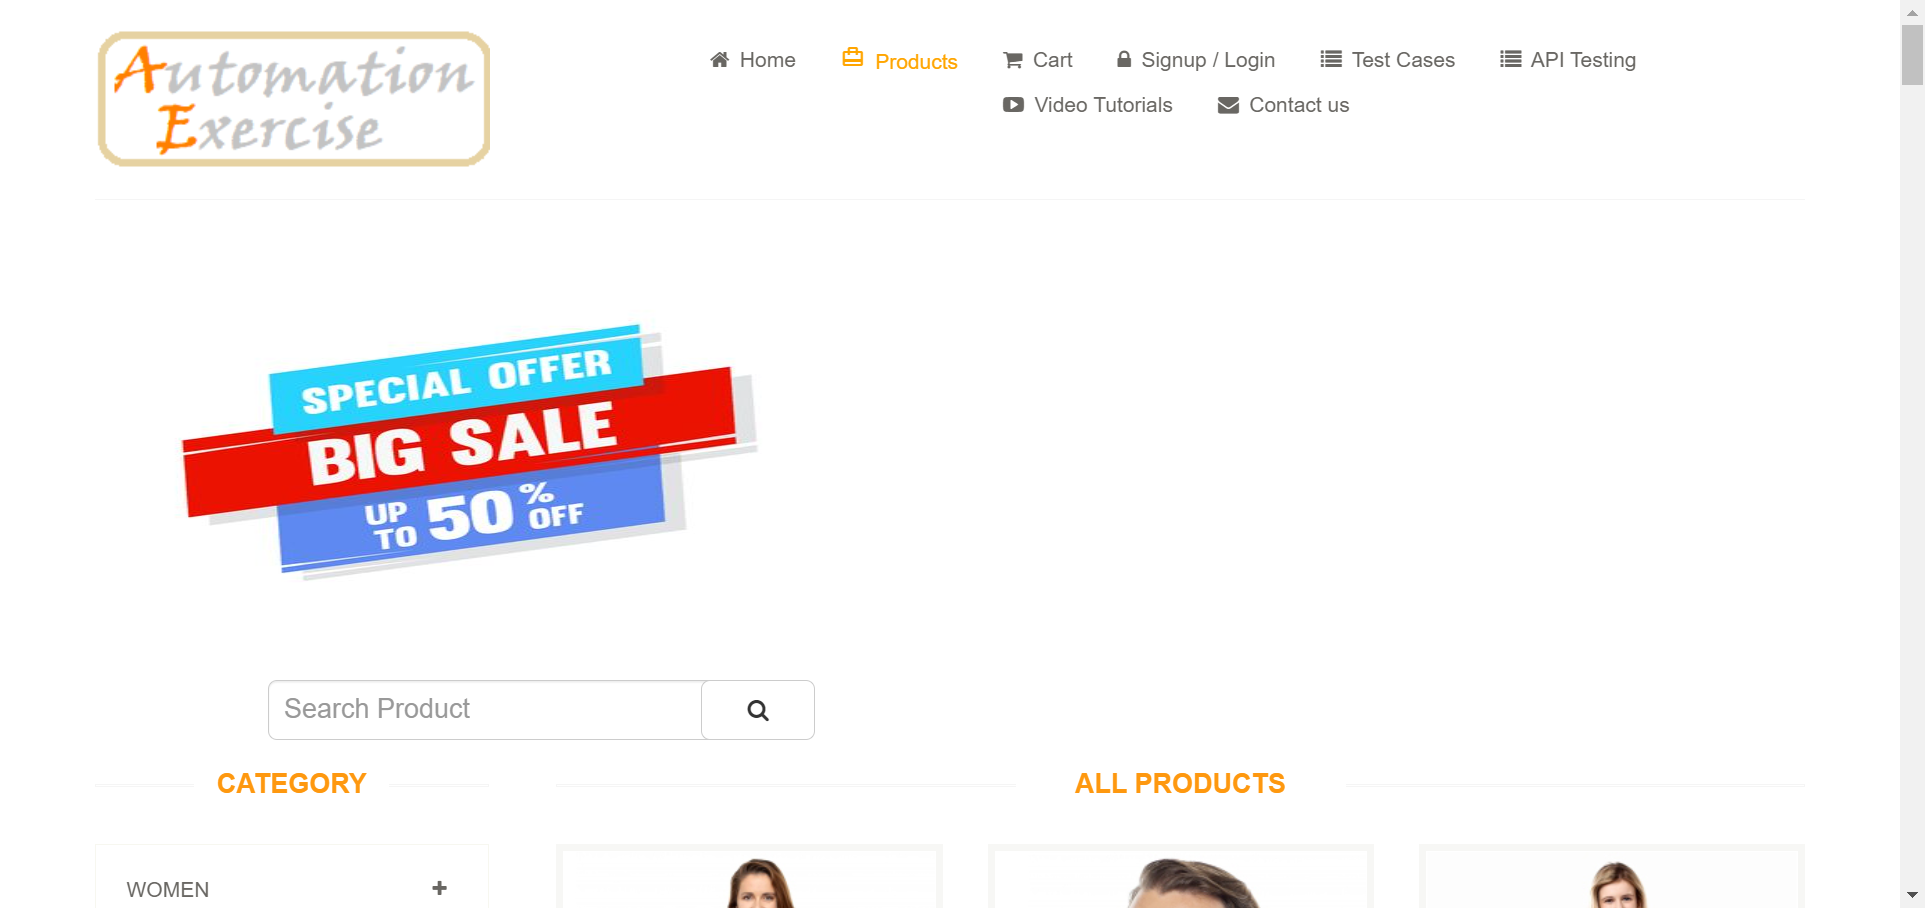 Automation
Exercise
Home
Products
Cart
Signup / Login
Test Cases
API Testing
Video Tutorials
Contact us
SPECIAL OFFER
BIG SALE
UP TO 50% OFF
Search Product
CATEGORY
ALL PRODUCTS
WOMEN